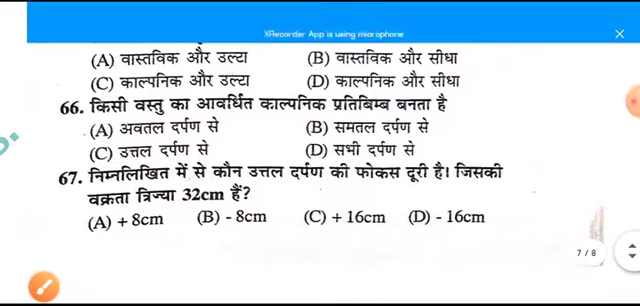 XRecorder App is using microphone
(A) वास्तविक और उल्टा (B) वास्तविक और सीधा
(C) काल्पनिक और उल्टा (D) काल्पनिक और सीधा
66. किसी वस्तु का आवर्धित काल्पनिक प्रतिबिम्ब बनता है
(A) अवतल दर्पण से (B) समतल दर्पण से
(C) उत्तल दर्पण से (D) सभी दर्पण से
67. निम्नलिखित में से कौन उत्तल दर्पण की फोकस दूरी है। जिसकी
वक्रता त्रिज्या 32cm हैं?
(A) + 8cm (B) - 8cm (C) + 16cm (D) - 16cm
7 / 8